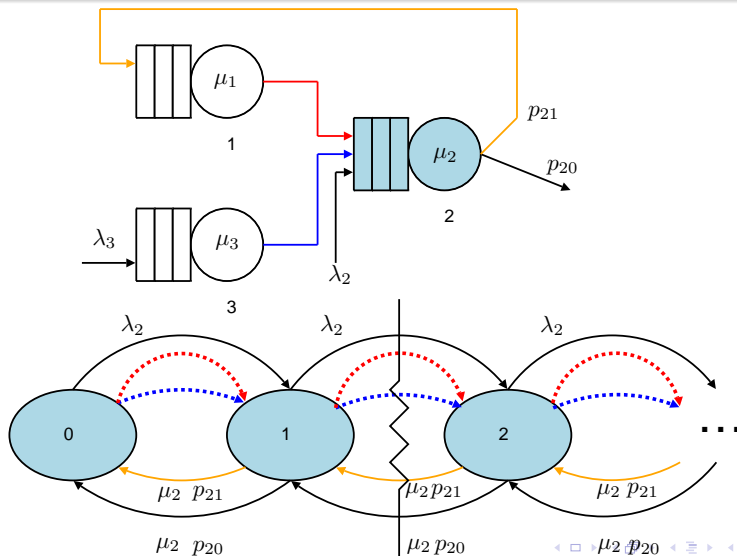 μ₁
p₂₁
1
μ₂
p₂₀
2
λ₃
μ₃
λ₂
3
λ₂ λ₂ λ₂
0 1 2 ...
μ₂ p₂₁ μ₂ p₂₁ μ₂ p₂₁
μ₂ p₂₀ μ₂ p₂₀ μ₂ p₂₀